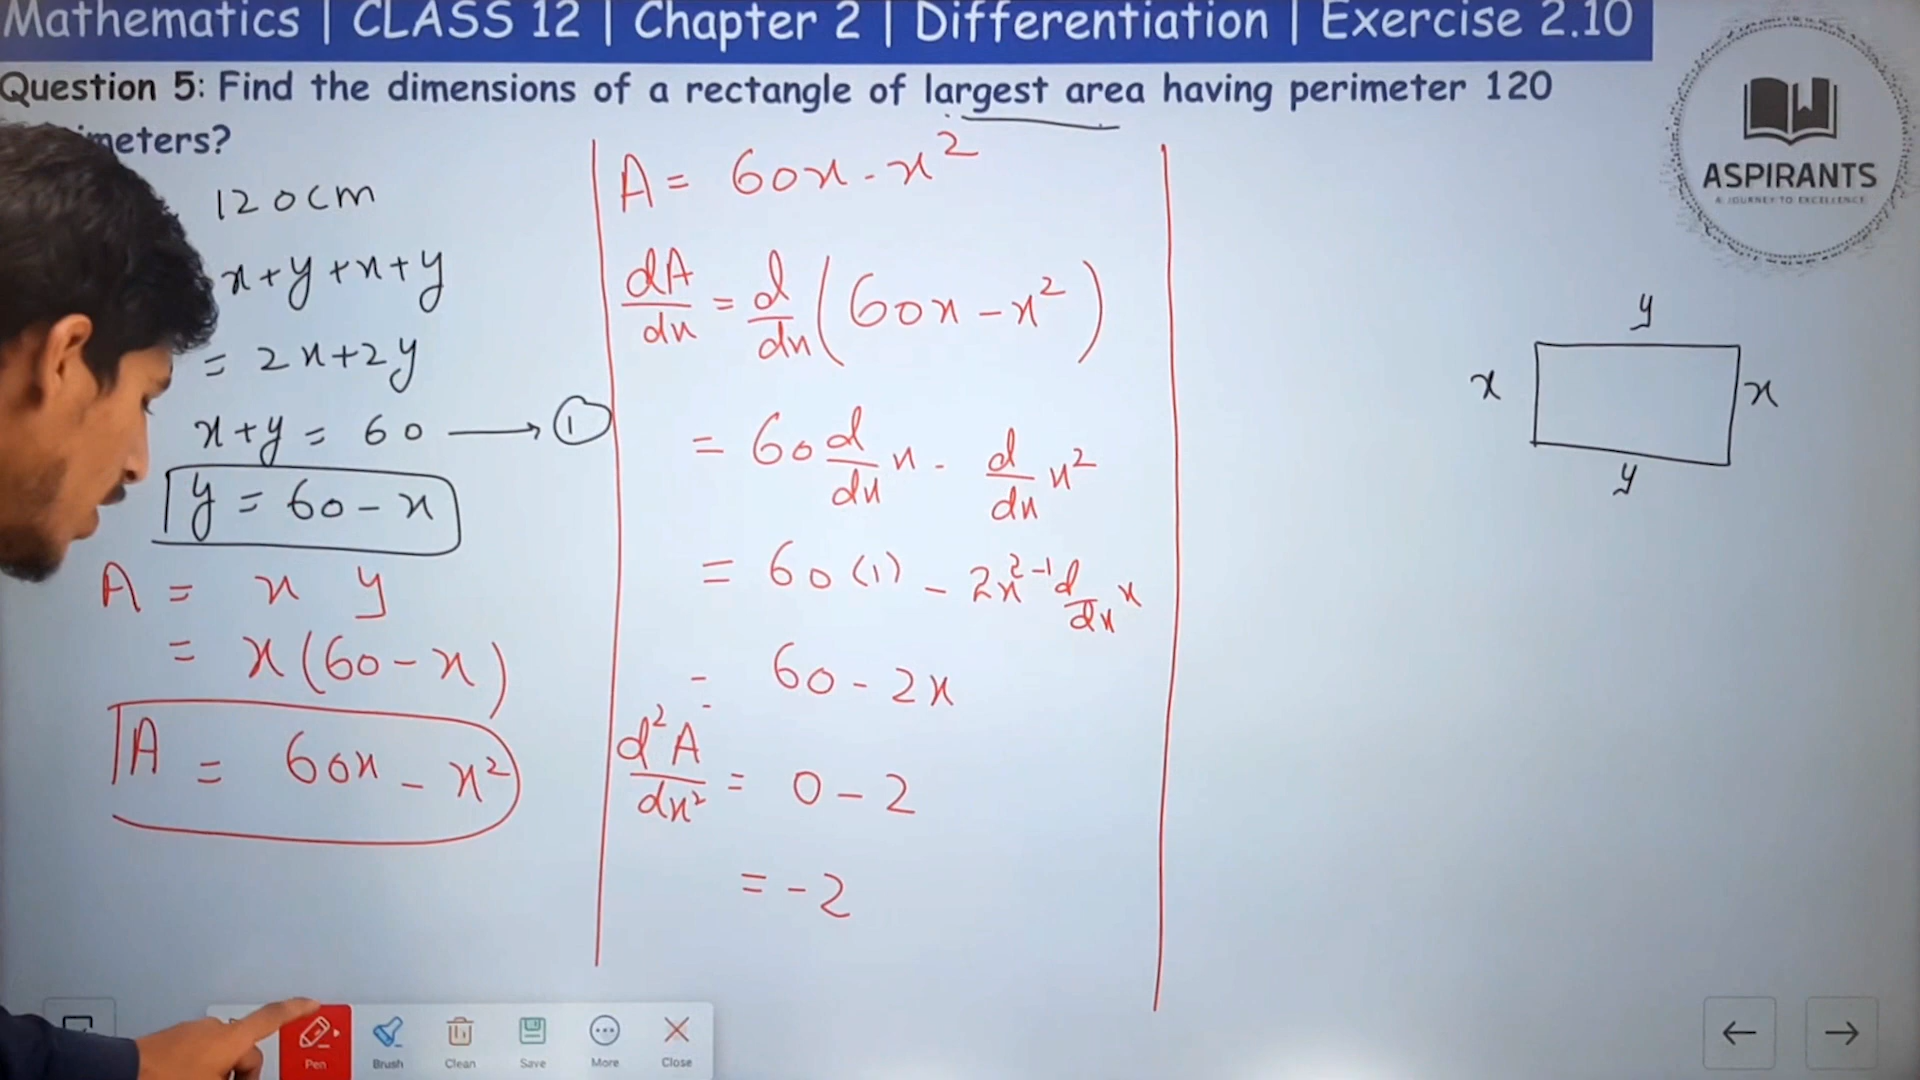 Mathematics | CLASS 12 | Chapter 2 | Differentiation | Exercise 2.10
Question 5: Find the dimensions of a rectangle of largest area having perimeter 120
meters?
120cm
x+y+x+y
= 2x+2y
x+y = 60 → ①
y = 60 - x
A = x y
= x(60-x)
A = 60x - x²
A = 60x - x²
dA/dx = d/dx (60x - x²)
= 60 d/dx x - d/dx x²
= 60(1) - 2x²⁻¹ d/dx x
= 60 - 2x
d²A/dx² = 0 - 2
= -2
y
x
x
y
ASPIRANTS
A JOURNEY TO EXCELLENCE
Pen
Brush
Clean
Save
More
Close